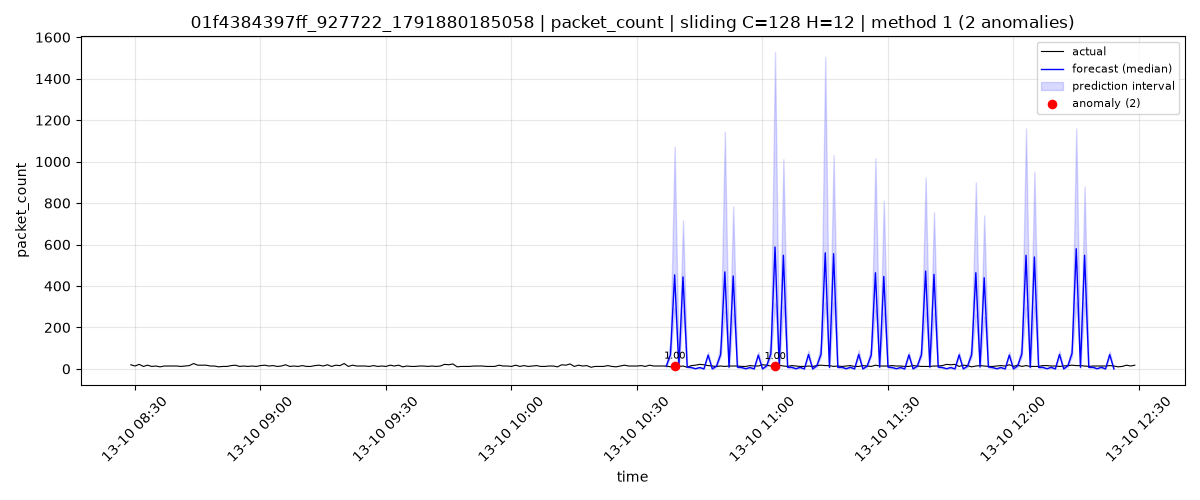 01f4384397ff_927722_1791880185058 | packet_count | sliding C=128 H=12 | method 1 (2 anomalies)
packet_count
1600
1400
1200
1000
800
600
400
200
0
actual
forecast (median)
prediction interval
anomaly (2)
1.00
1.00
13-10 08:30
13-10 09:00
13-10 09:30
13-10 10:00
13-10 10:30
13-10 11:00
13-10 11:30
13-10 12:00
13-10 12:30
time